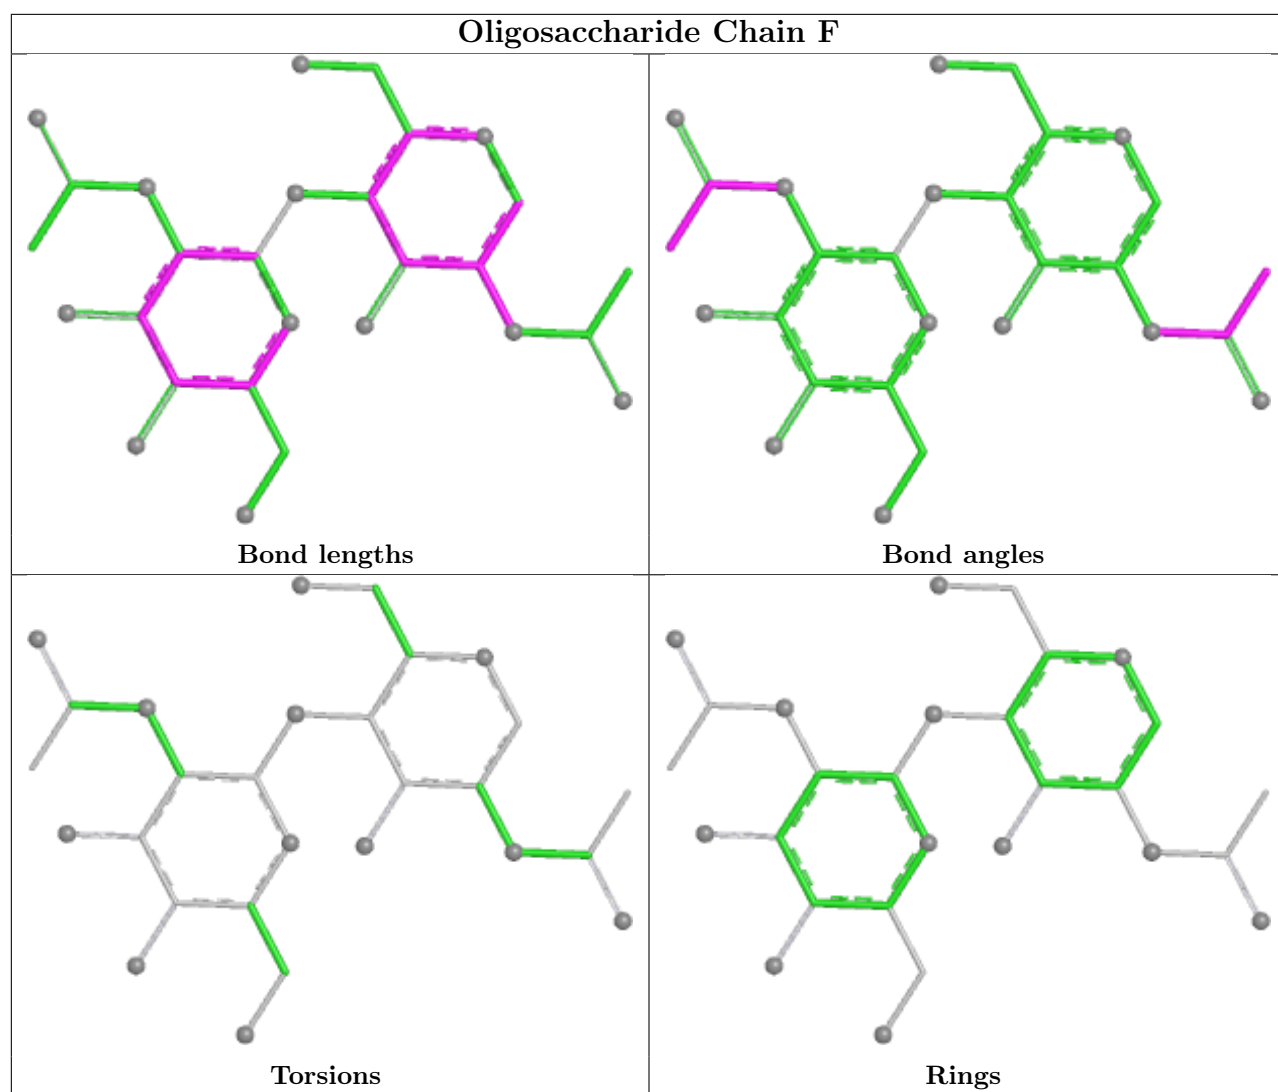 Oligosaccharide Chain F
Bond lengths
Bond angles
Torsions
Rings